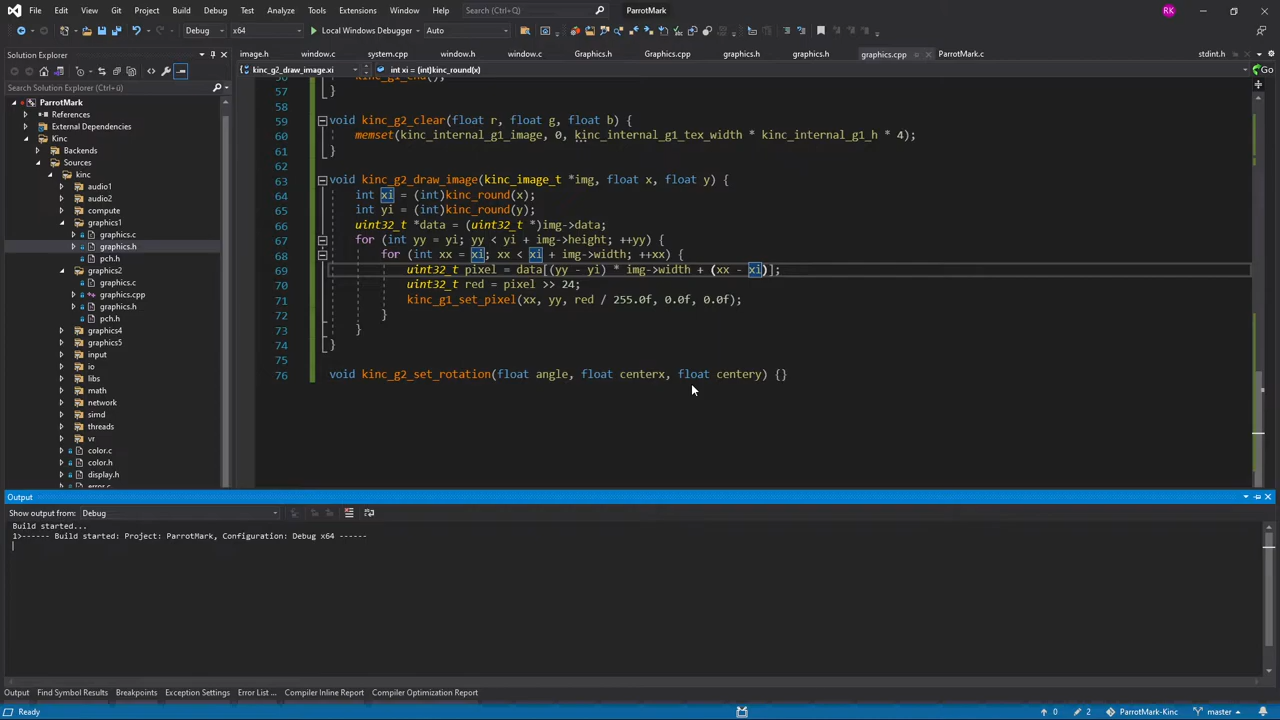 File Edit View Git Project Build Debug Test Analyze Tools Extensions Window Help Search (Ctrl+Q) ParrotMark RK
Debug x64 Local Windows Debugger Auto Go
Solution Explorer
image.h window.c system.cpp window.h window.c Graphics.h Graphics.cpp graphics.h graphics.h graphics.cpp ParrotMark.c stdint.h
kinc_g2_draw_image.xi int xi = (int)kinc_round(x)
Search Solution Explorer (Ctrl+ü)
ParrotMark
References
External Dependencies
Kinc
Backends
Sources
kinc
audio1
audio2
compute
graphics1
graphics.c
graphics.h
pch.h
graphics2
graphics.c
graphics.cpp
graphics.h
pch.h
graphics4
graphics5
input
io
libs
math
network
simd
threads
vr
color.c
color.h
display.h
error.c
56 kinc_g1_end();
57 }
58
59 void kinc_g2_clear(float r, float g, float b) {
60 memset(kinc_internal_g1_image, 0, kinc_internal_g1_tex_width * kinc_internal_g1_h * 4);
61 }
62
63 void kinc_g2_draw_image(kinc_image_t *img, float x, float y) {
64 int xi = (int)kinc_round(x);
65 int yi = (int)kinc_round(y);
66 uint32_t *data = (uint32_t *)img->data;
67 for (int yy = yi; yy < yi + img->height; ++yy) {
68 for (int xx = xi; xx < xi + img->width; ++xx) {
69 uint32_t pixel = data[(yy - yi) * img->width + (xx - xi)];
70 uint32_t red = pixel >> 24;
71 kinc_g1_set_pixel(xx, yy, red / 255.0f, 0.0f, 0.0f);
72 }
73 }
74 }
75
76 void kinc_g2_set_rotation(float angle, float centerx, float centery) {}
Output
Show output from: Debug
Build started...
1>------ Build started: Project: ParrotMark, Configuration: Debug x64 ------
Output Find Symbol Results Breakpoints Exception Settings Error List ... Compiler Inline Report Compiler Optimization Report
Ready 0 2 ParrotMark-Kinc master